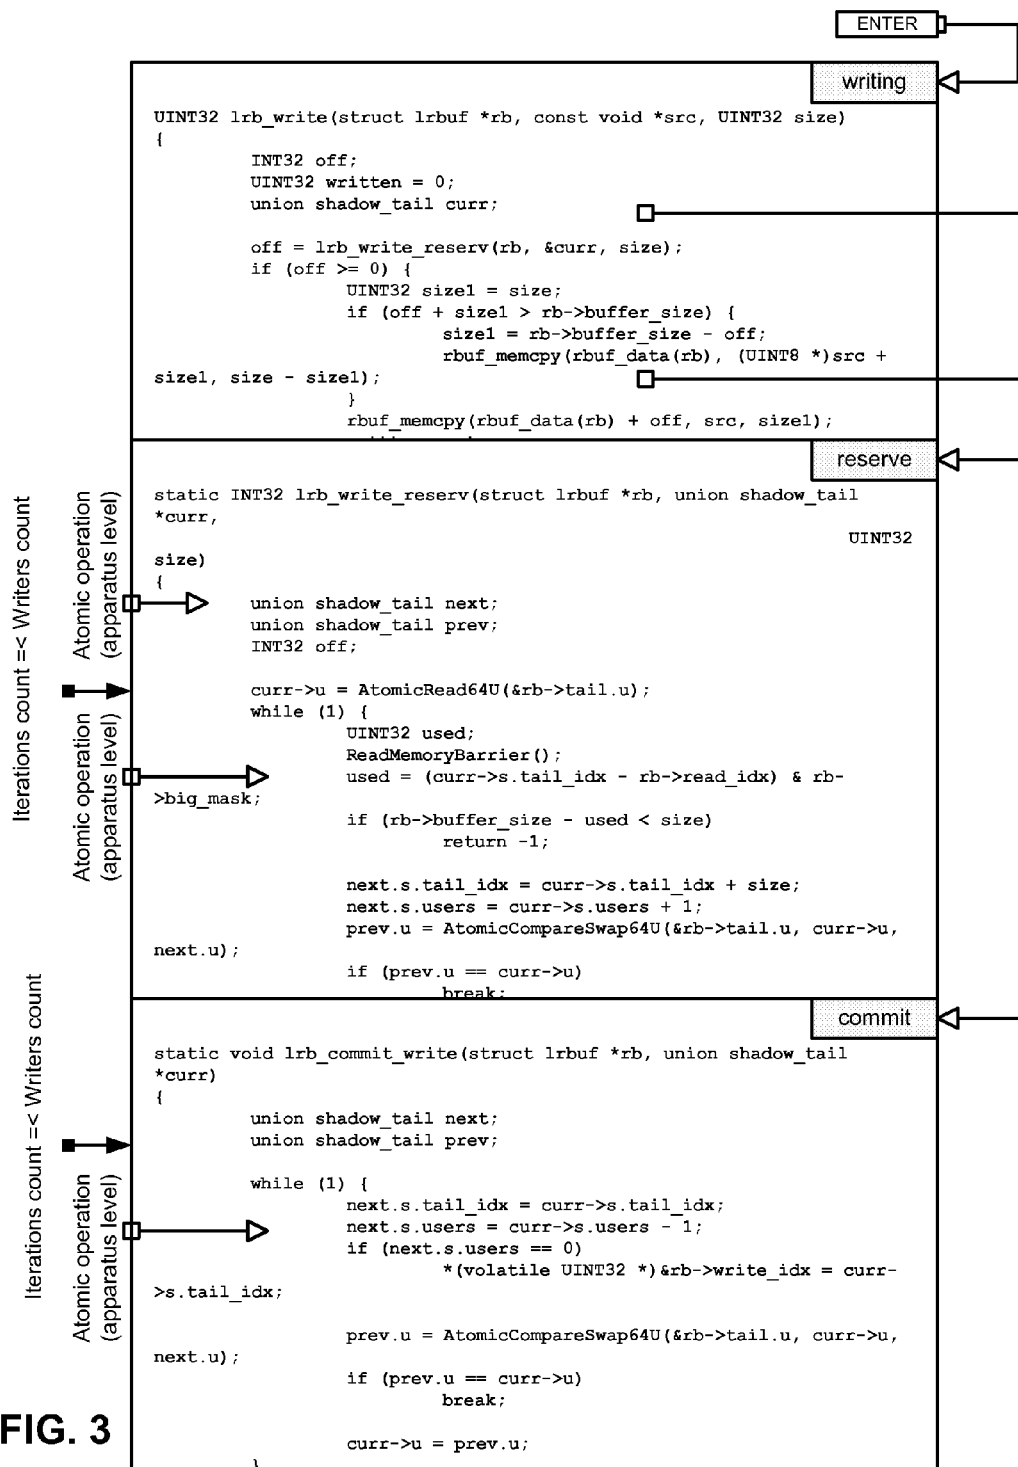 ENTER
writing
UINT32 lrb_write(struct lrbuf *rb, const void *src, UINT32 size)
{
INT32 off;
UINT32 written = 0;
union shadow_tail curr;
off = lrb_write_reserv(rb, &curr, size);
if (off >= 0) {
UINT32 size1 = size;
if (off + size1 > rb->buffer_size) {
size1 = rb->buffer_size - off;
rbuf_memcpy(rbuf_data(rb), (UINT8 *)src +
size1, size - size1);
}
rbuf_memcpy(rbuf_data(rb) + off, src, size1);
reserve
static INT32 lrb_write_reserv(struct lrbuf *rb, union shadow_tail
*curr,
UINT32
size)
{
union shadow_tail next;
union shadow_tail prev;
INT32 off;
curr->u = AtomicRead64U(&rb->tail.u);
while (1) {
UINT32 used;
ReadMemoryBarrier();
used = (curr->s.tail_idx - rb->read_idx) & rb-
>big_mask;
if (rb->buffer_size - used < size)
return -1;
next.s.tail_idx = curr->s.tail_idx + size;
next.s.users = curr->s.users + 1;
prev.u = AtomicCompareSwap64U(&rb->tail.u, curr->u,
next.u);
if (prev.u == curr->u)
break;
Iterations count =< Writers count
Atomic operation
(apparatus level)
Atomic operation
(apparatus level)
commit
static void lrb_commit_write(struct lrbuf *rb, union shadow_tail
*curr)
{
union shadow_tail next;
union shadow_tail prev;
while (1) {
next.s.tail_idx = curr->s.tail_idx;
next.s.users = curr->s.users - 1;
if (next.s.users == 0)
*(volatile UINT32 *)&rb->write_idx = curr-
>s.tail_idx;
prev.u = AtomicCompareSwap64U(&rb->tail.u, curr->u,
next.u);
if (prev.u == curr->u)
break;
curr->u = prev.u;
}
Iterations count =< Writers count
Atomic operation
(apparatus level)
FIG. 3